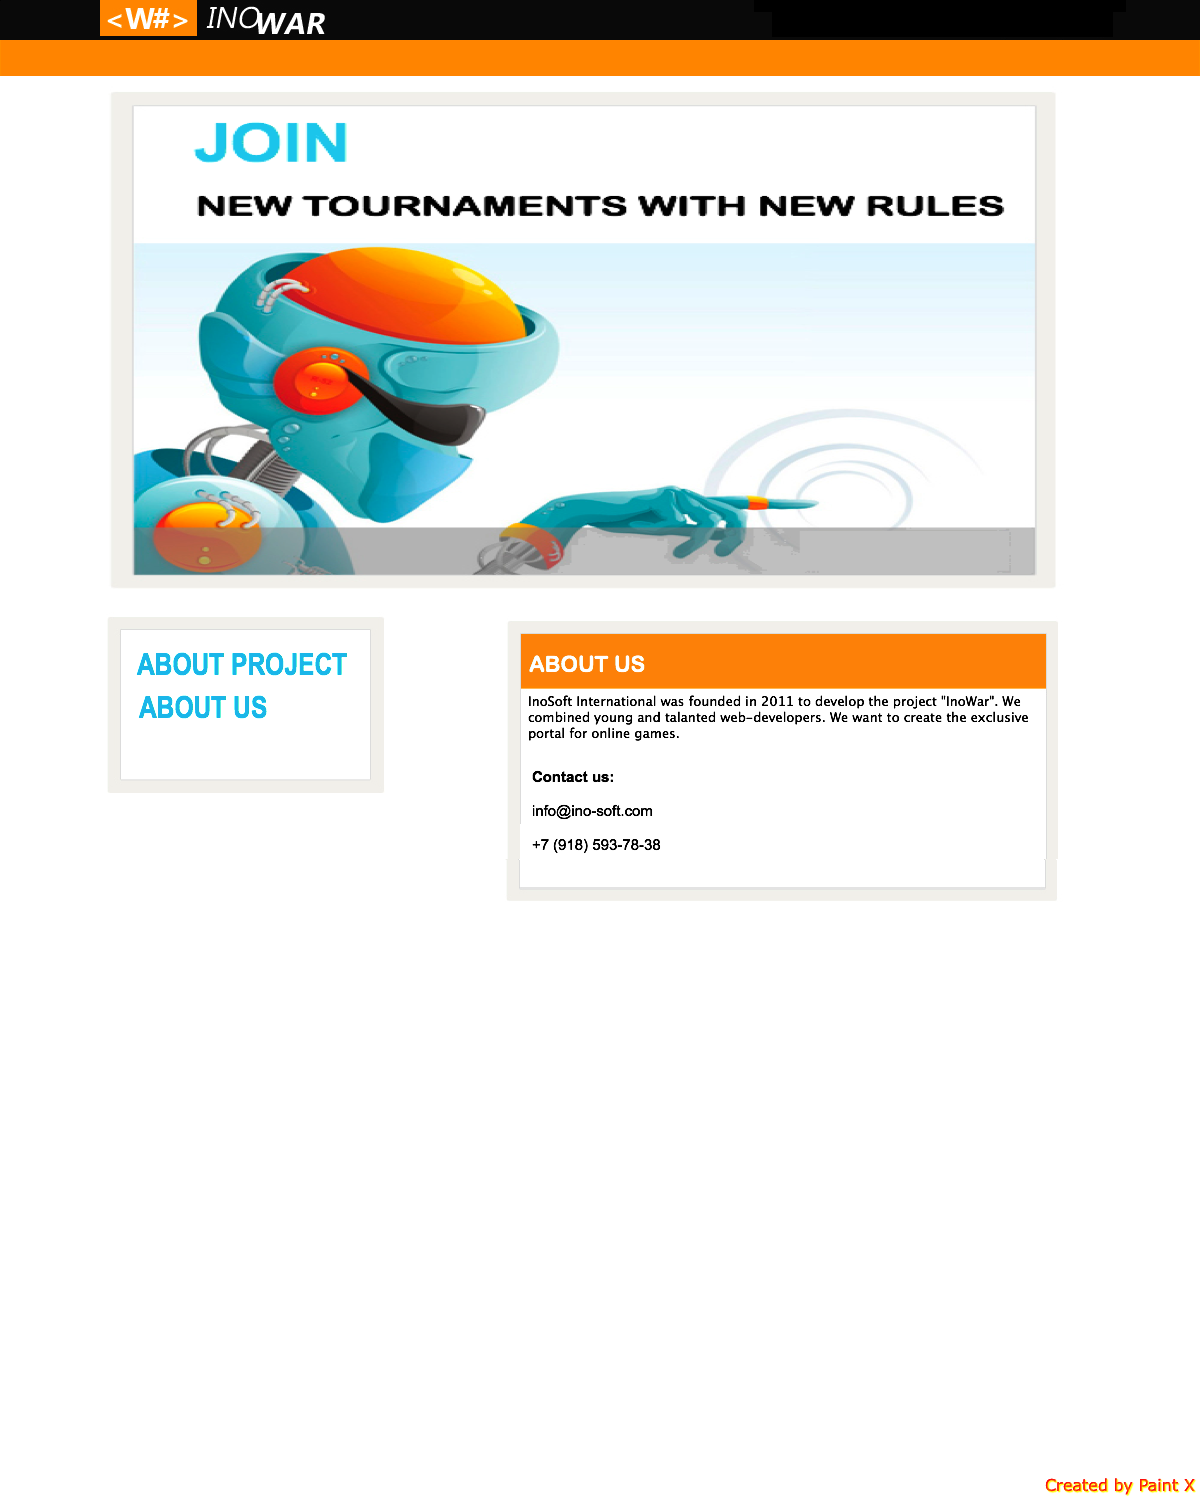 <W#> INOWAR
JOIN
NEW TOURNAMENTS WITH NEW RULES
ABOUT PROJECT
ABOUT US
ABOUT US
InoSoft International was founded in 2011 to develop the project "InoWar". We
combined young and talanted web-developers. We want to create the exclusive
portal for online games.
Contact us:
info@ino-soft.com
+7 (918) 593-78-38
Created by Paint X